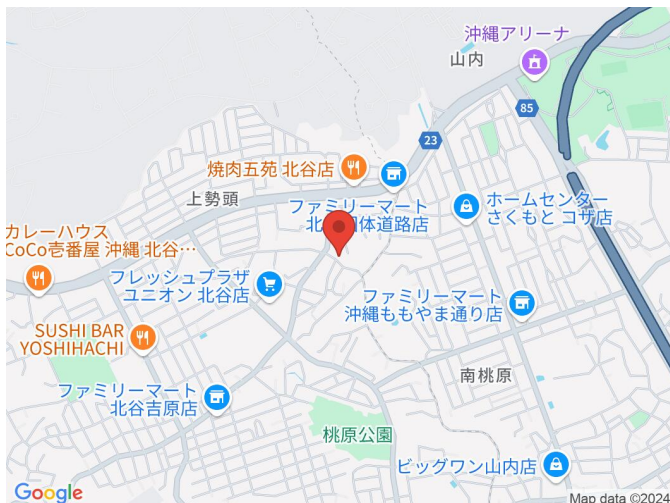 沖縄アリーナ
山内
85
23
焼肉五苑 北谷店
上勢頭
ファミリーマート
北
体道路店
ホームセンター
さくもと コザ店
カレーハウス
CoCo壱番屋 沖縄 北谷…
フレッシュプラザ
ユニオン 北谷店
ファミリーマート
沖縄ももやま通り店
SUSHI BAR
YOSHIHACHI
南桃原
ファミリーマート
北谷吉原店
桃原公園
ビッグワン山内店
Google
Map data ©2024